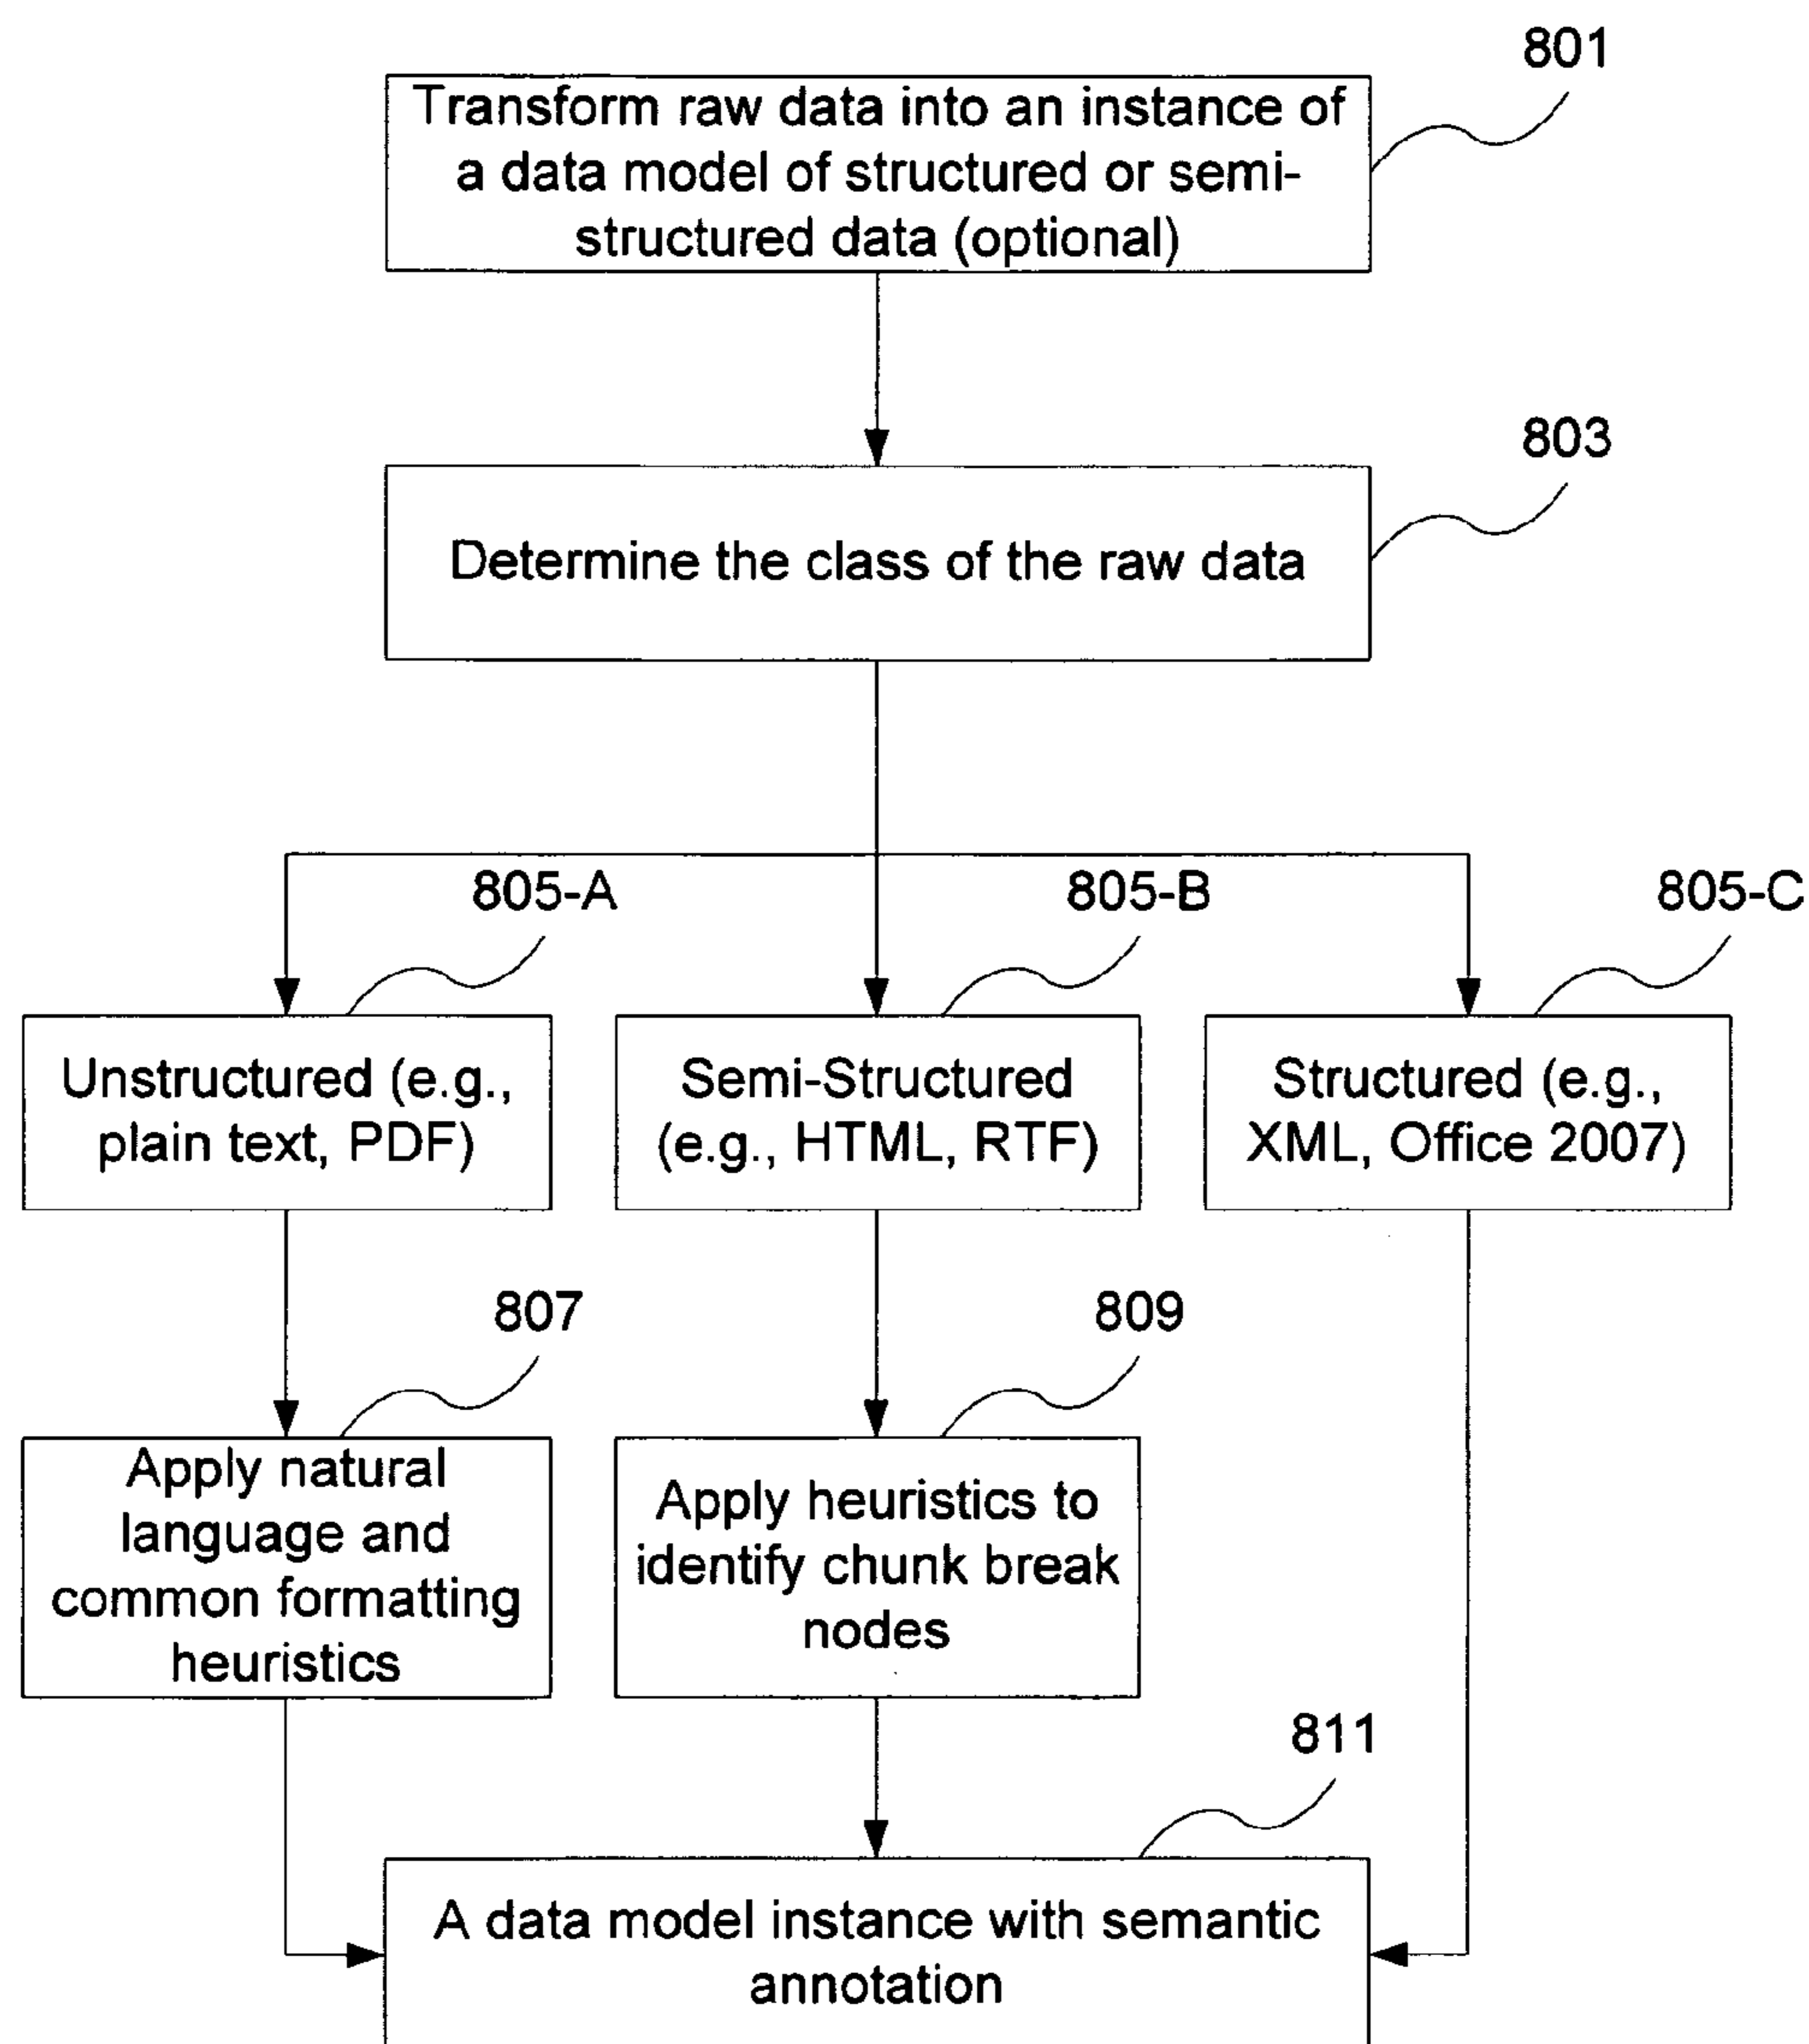 801
Transform raw data into an instance of
a data model of structured or semi-
structured data (optional)
803
Determine the class of the raw data
805-A
805-B
805-C
Unstructured (e.g.,
plain text, PDF)
Semi-Structured
(e.g., HTML, RTF)
Structured (e.g.,
XML, Office 2007)
807
809
Apply natural
language and
common formatting
heuristics
Apply heuristics to
identify chunk break
nodes
811
A data model instance with semantic
annotation